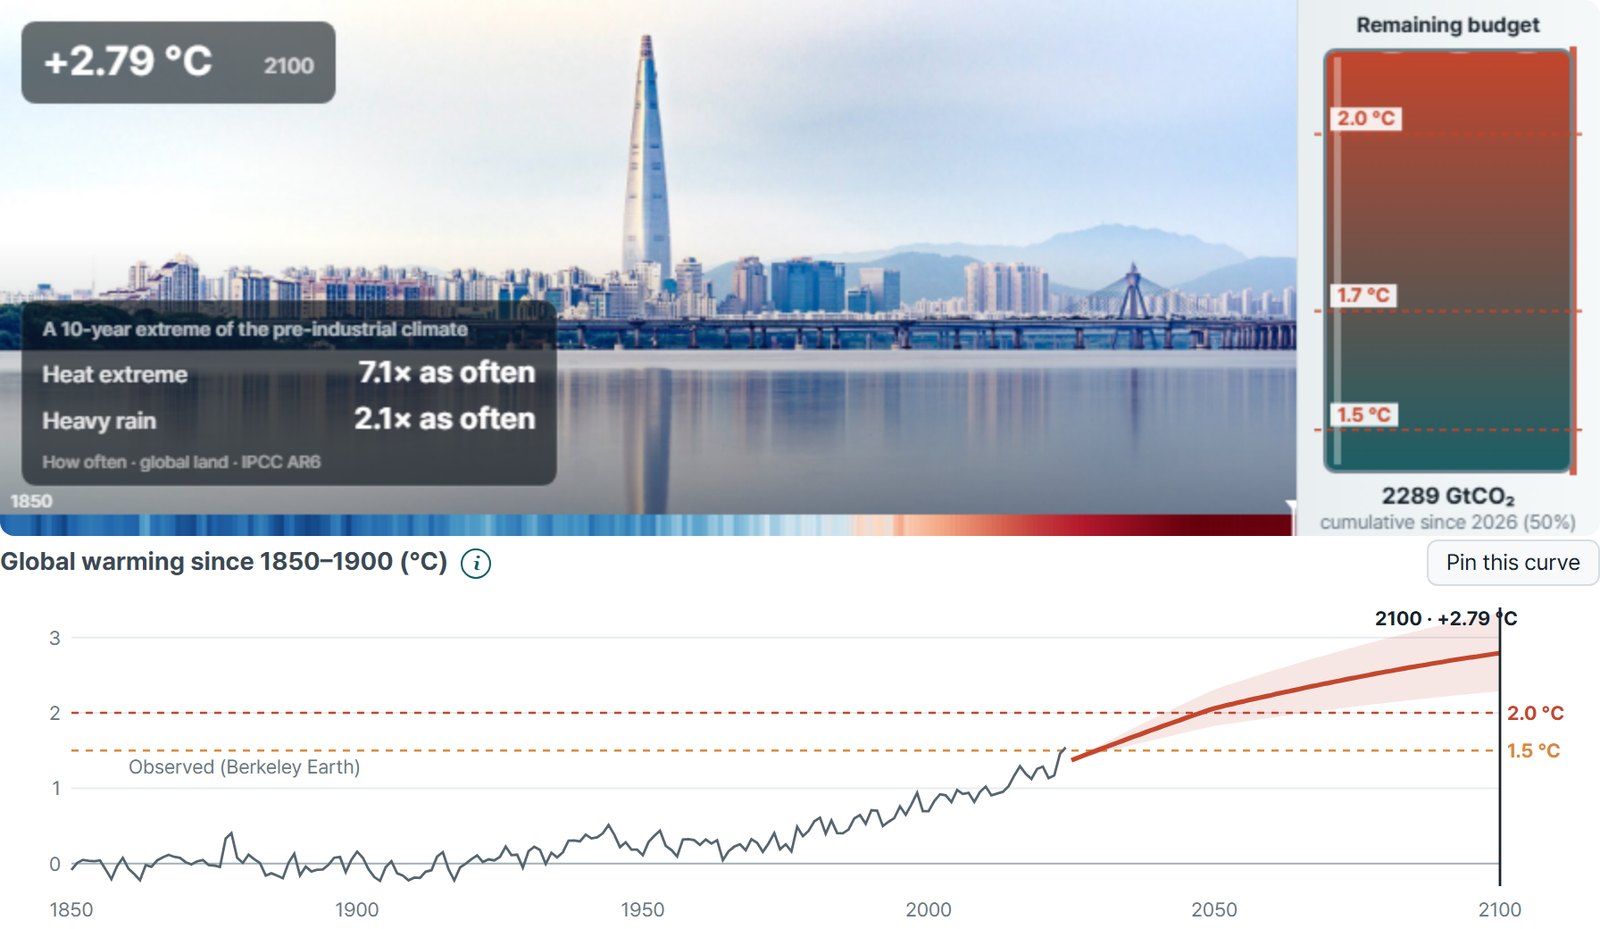 +2.79 °C 2100
A 10-year extreme of the pre-industrial climate
Heat extreme 7.1× as often
Heavy rain 2.1× as often
How often · global land · IPCC AR6
1850
Remaining budget
2.0 °C
1.7 °C
1.5 °C
2289 GtCO₂
cumulative since 2026 (50%)
Global warming since 1850–1900 (°C) i
Pin this curve
2100 · +2.79 °C
3
2
2.0 °C
1.5 °C
Observed (Berkeley Earth)
1
0
1850 1900 1950 2000 2050 2100